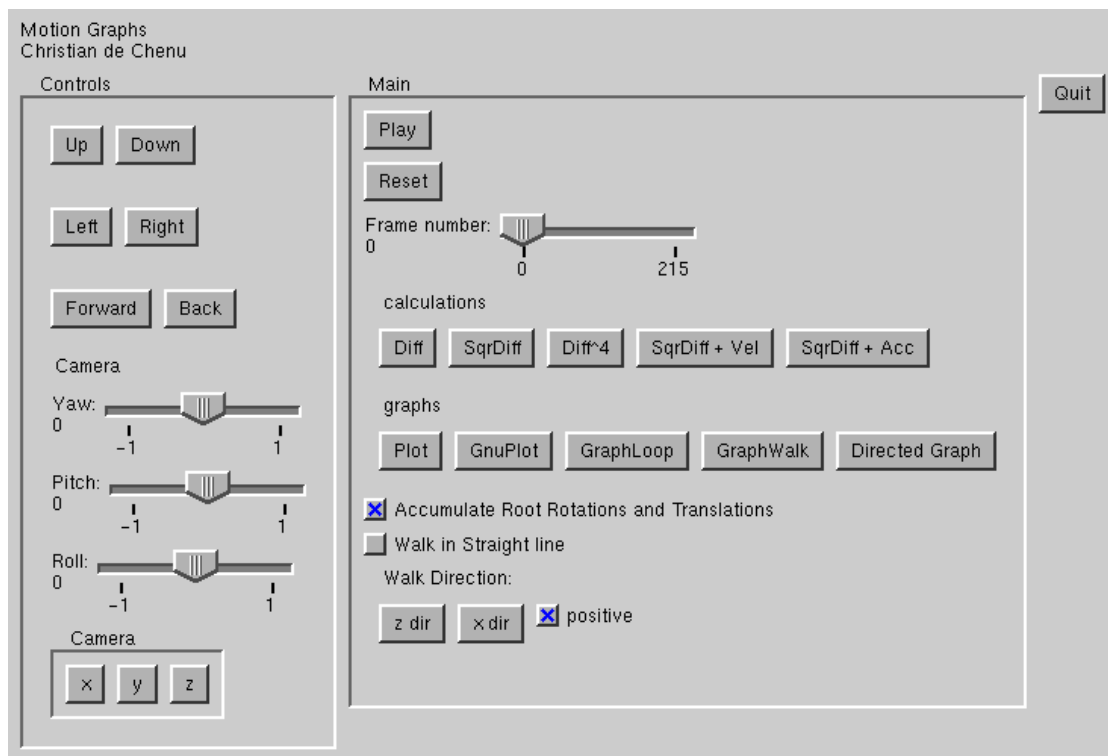 Motion Graphs
Christian de Chenu
Controls
Up Down
Left Right
Forward Back
Camera
Yaw:
0
-1 1
Pitch:
0
-1 1
Roll:
0
-1 1
Camera
x y z
Main
Play
Reset
Frame number:
0
0 215
calculations
Diff SqrDiff Diff^4 SqrDiff + Vel SqrDiff + Acc
graphs
Plot GnuPlot GraphLoop GraphWalk Directed Graph
Accumulate Root Rotations and Translations
Walk in Straight line
Walk Direction:
z dir x dir positive
Quit